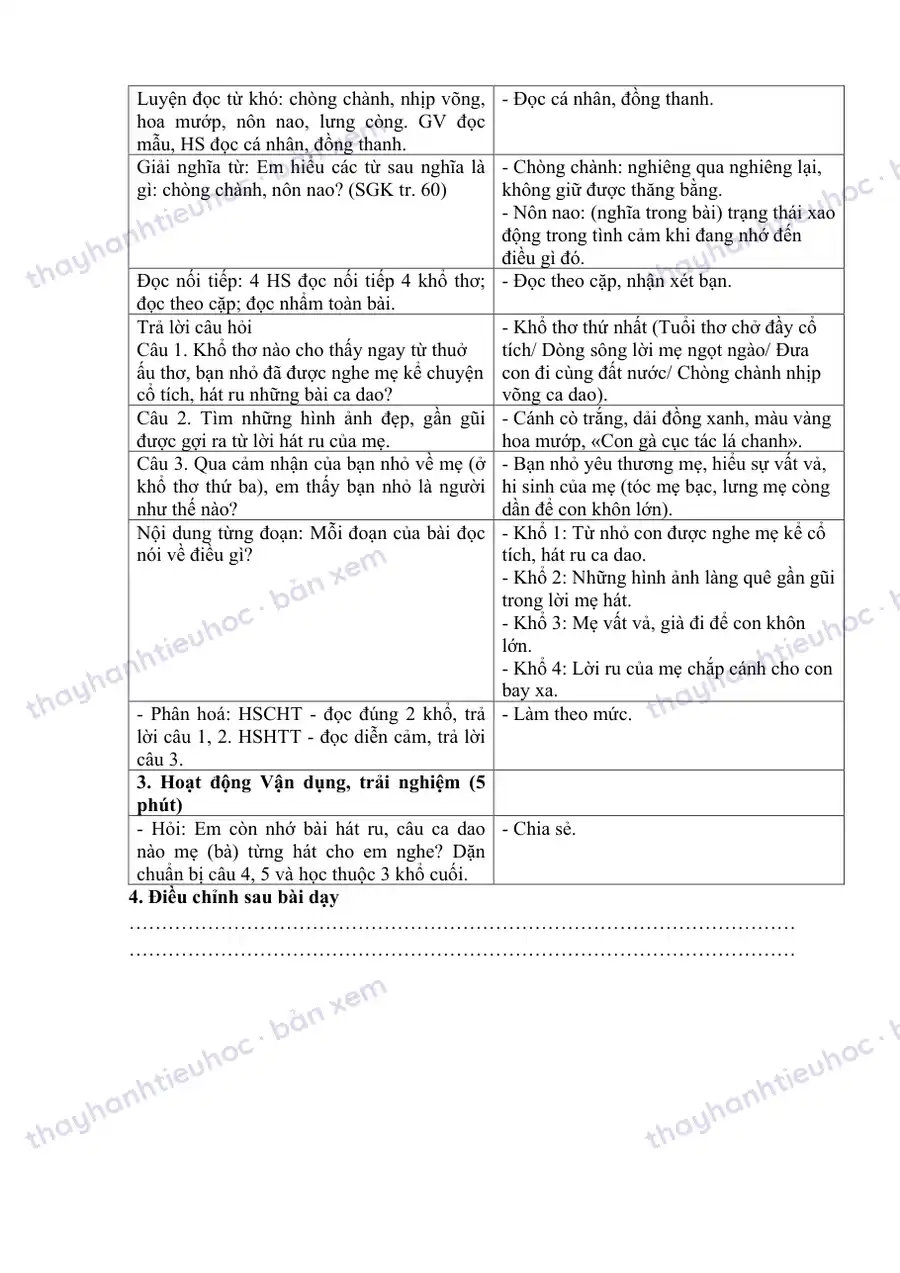 Luyện đọc từ khó: chòng chành, nhịp võng,
hoa mướp, nôn nao, lưng còng. GV đọc
mẫu, HS đọc cá nhân, đồng thanh.
- Đọc cá nhân, đồng thanh.
Giải nghĩa từ: Em hiểu các từ sau nghĩa là
gì: chòng chành, nôn nao? (SGK tr. 60)
- Chòng chành: nghiêng qua nghiêng lại,
không giữ được thăng bằng.
- Nôn nao: (nghĩa trong bài) trạng thái xao
động trong tình cảm khi đang nhớ đến
điều gì đó.
Đọc nối tiếp: 4 HS đọc nối tiếp 4 khổ thơ;
đọc theo cặp; đọc nhẩm toàn bài.
- Đọc theo cặp, nhận xét bạn.
Trả lời câu hỏi
Câu 1. Khổ thơ nào cho thấy ngay từ thuở
ấu thơ, bạn nhỏ đã được nghe mẹ kể chuyện
cổ tích, hát ru những bài ca dao?
- Khổ thơ thứ nhất (Tuổi thơ chở đầy cổ
tích/ Dòng sông lời mẹ ngọt ngào/ Đưa
con đi cùng đất nước/ Chòng chành nhịp
võng ca dao).
Câu 2. Tìm những hình ảnh đẹp, gần gũi
được gợi ra từ lời hát ru của mẹ.
- Cánh cò trắng, dải đồng xanh, màu vàng
hoa mướp, «Con gà cục tác lá chanh».
Câu 3. Qua cảm nhận của bạn nhỏ về mẹ (ở
khổ thơ thứ ba), em thấy bạn nhỏ là người
như thế nào?
- Bạn nhỏ yêu thương mẹ, hiểu sự vất vả,
hi sinh của mẹ (tóc mẹ bạc, lưng mẹ còng
dần để con khôn lớn).
Nội dung từng đoạn: Mỗi đoạn của bài đọc
nói về điều gì?
- Khổ 1: Từ nhỏ con được nghe mẹ kể cổ
tích, hát ru ca dao.
- Khổ 2: Những hình ảnh làng quê gần gũi
trong lời mẹ hát.
- Khổ 3: Mẹ vất vả, già đi để con khôn
lớn.
- Khổ 4: Lời ru của mẹ chắp cánh cho con
bay xa.
- Phân hoá: HSCHT - đọc đúng 2 khổ, trả
lời câu 1, 2. HSHTT - đọc diễn cảm, trả lời
câu 3.
- Làm theo mức.
3. Hoạt động Vận dụng, trải nghiệm (5
phút)
- Hỏi: Em còn nhớ bài hát ru, câu ca dao
nào mẹ (bà) từng hát cho em nghe? Dặn
chuẩn bị câu 4, 5 và học thuộc 3 khổ cuối.
- Chia sẻ.
4. Điều chỉnh sau bài dạy
…………………………………………………………………………………………
…………………………………………………………………………………………
thayhanhtieuhoc · bản xem
thayhanhtieuhoc · b
thayhanhtieuhoc · bản xem
thayhanhtieuhoc · b
thayhanhtieuhoc · bản xem
thayhanhtieuhoc · b